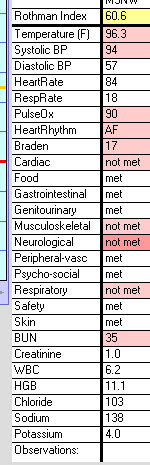 M5NW
Rothman Index 60.6
Temperature (F) 96.3
Systolic BP 94
Diastolic BP 57
HeartRate 84
RespRate 18
PulseOx 90
HeartRhythm AF
Braden 17
Cardiac not met
Food met
Gastrointestinal met
Genitourinary met
Musculoskeletal not met
Neurological not met
Peripheral-vasc met
Psycho-social met
Respiratory not met
Safety met
Skin met
BUN 35
Creatinine 1.0
WBC 6.2
HGB 11.1
Chloride 103
Sodium 138
Potassium 4.0
Observations: